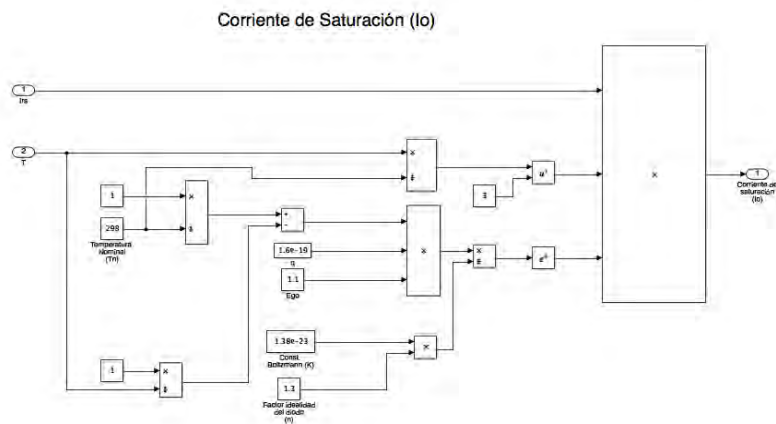 Corriente de Saturación (Io)
1
Irs
2
T
1
298
Temperatura
Nominal
(Tn)
x
÷
x
÷
+
-
1.6e-19
q
1.1
Ego
x
3
u^v
x
÷
e^u
x
1
Corriente de
saturación
(Io)
1
x
÷
1.38e-23
Const.
Boltzmann (K)
x
1.3
Factor idealidad
del diodo
(n)